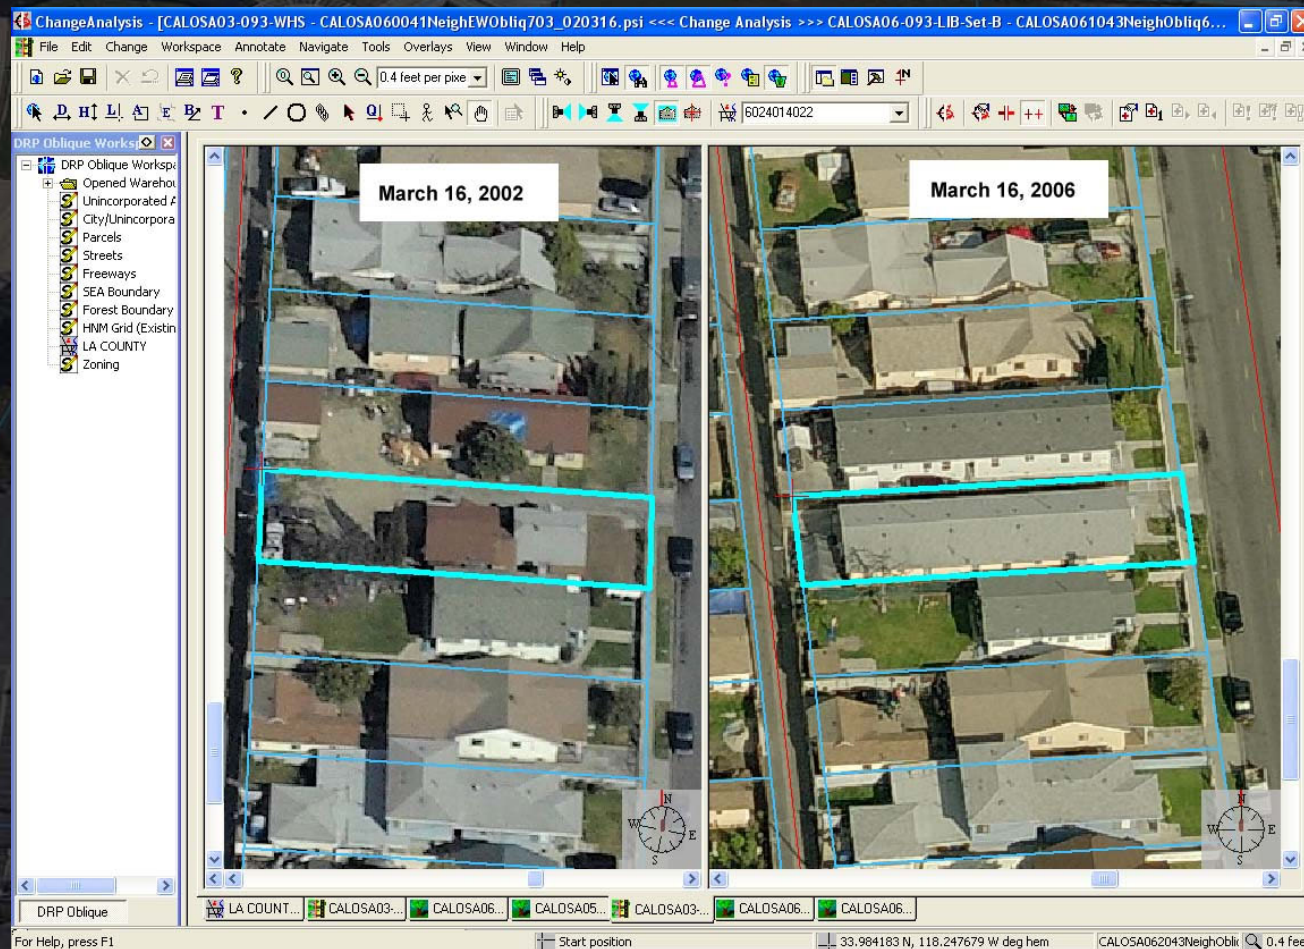 ChangeAnalysis - [CALOSA03-093-WHS - CALOSA060041NeighEWObliq703_020316.psi <<< Change Analysis >>> CALOSA06-093-LIB-Set-B - CALOSA061043NeighObliq6...
File Edit Change Workspace Annotate Navigate Tools Overlays View Window Help
0.4 feet per pixe
6024014022
DRP Oblique Worksp
DRP Oblique Workspa
Opened Warehou
Unincorporated A
City/Unincorpora
Parcels
Streets
Freeways
SEA Boundary
Forest Boundary
HNM Grid (Existin
LA COUNTY
Zoning
March 16, 2002
March 16, 2006
N
W E
S
N
W E
S
DRP Oblique
LA COUNT... CALOSA03-... CALOSA06... CALOSA05... CALOSA03-... CALOSA06... CALOSA06...
For Help, press F1 Start position 33.984183 N, 118.247679 W deg hem CALOSA062043NeighObli 0.4 fee